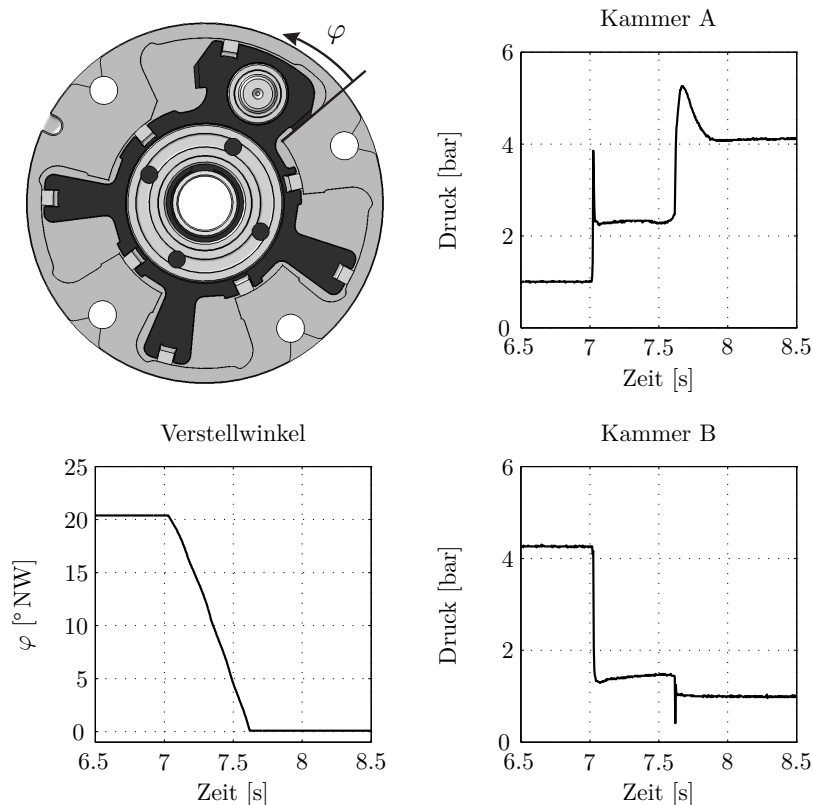 φ
Kammer A
Druck [bar]
6
4
2
0
6.5 7 7.5 8 8.5
Zeit [s]
Verstellwinkel
φ [° NW]
25
20
15
10
5
0
6.5 7 7.5 8 8.5
Zeit [s]
Kammer B
Druck [bar]
6
4
2
0
6.5 7 7.5 8 8.5
Zeit [s]